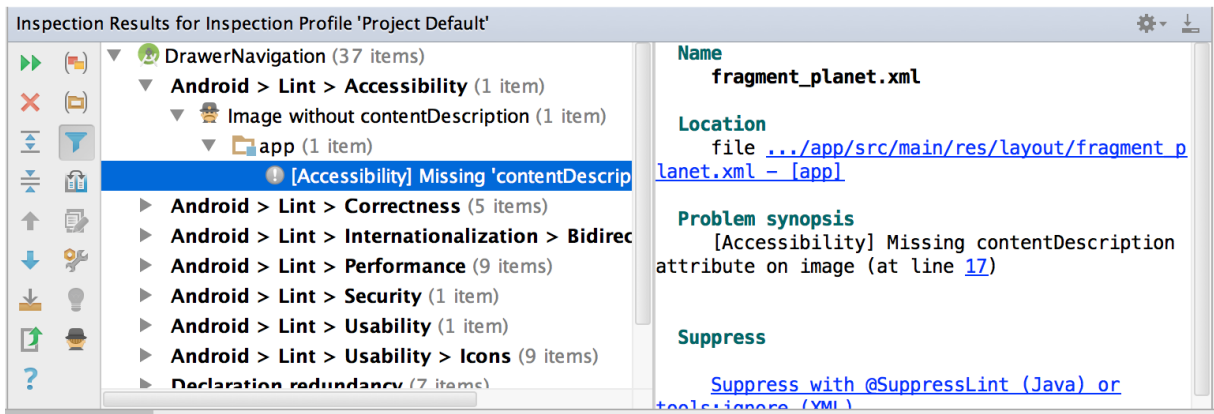 Inspection Results for Inspection Profile 'Project Default'
DrawerNavigation (37 items)
Android > Lint > Accessibility (1 item)
Image without contentDescription (1 item)
app (1 item)
[Accessibility] Missing 'contentDescrip
Android > Lint > Correctness (5 items)
Android > Lint > Internationalization > Bidirec
Android > Lint > Performance (9 items)
Android > Lint > Security (1 item)
Android > Lint > Usability (1 item)
Android > Lint > Usability > Icons (9 items)
Declaration redundancy (7 items)
?
Name
fragment_planet.xml
Location
file .../app/src/main/res/layout/fragment_p
lanet.xml – [app]
Problem synopsis
[Accessibility] Missing contentDescription
attribute on image (at line 17)
Suppress
Suppress with @SuppressLint (Java) or
tools:ignore (XML)